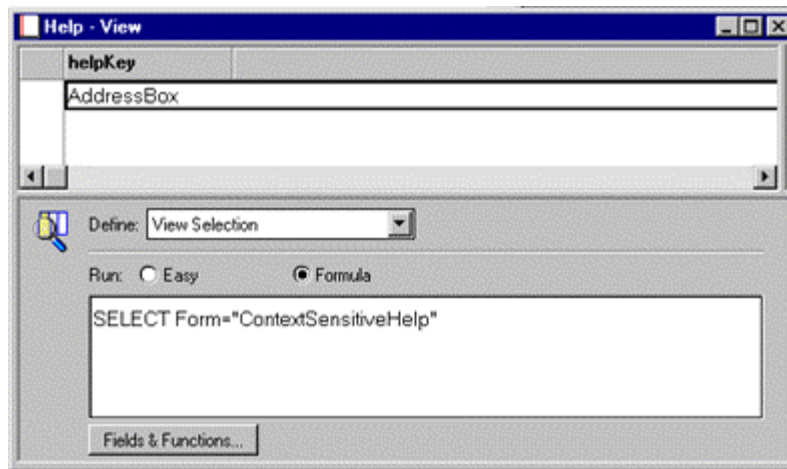 Help - View
helpKey
AddressBox
Define: View Selection
Run: Easy Formula
SELECT Form="ContextSensitiveHelp"
Fields & Functions...